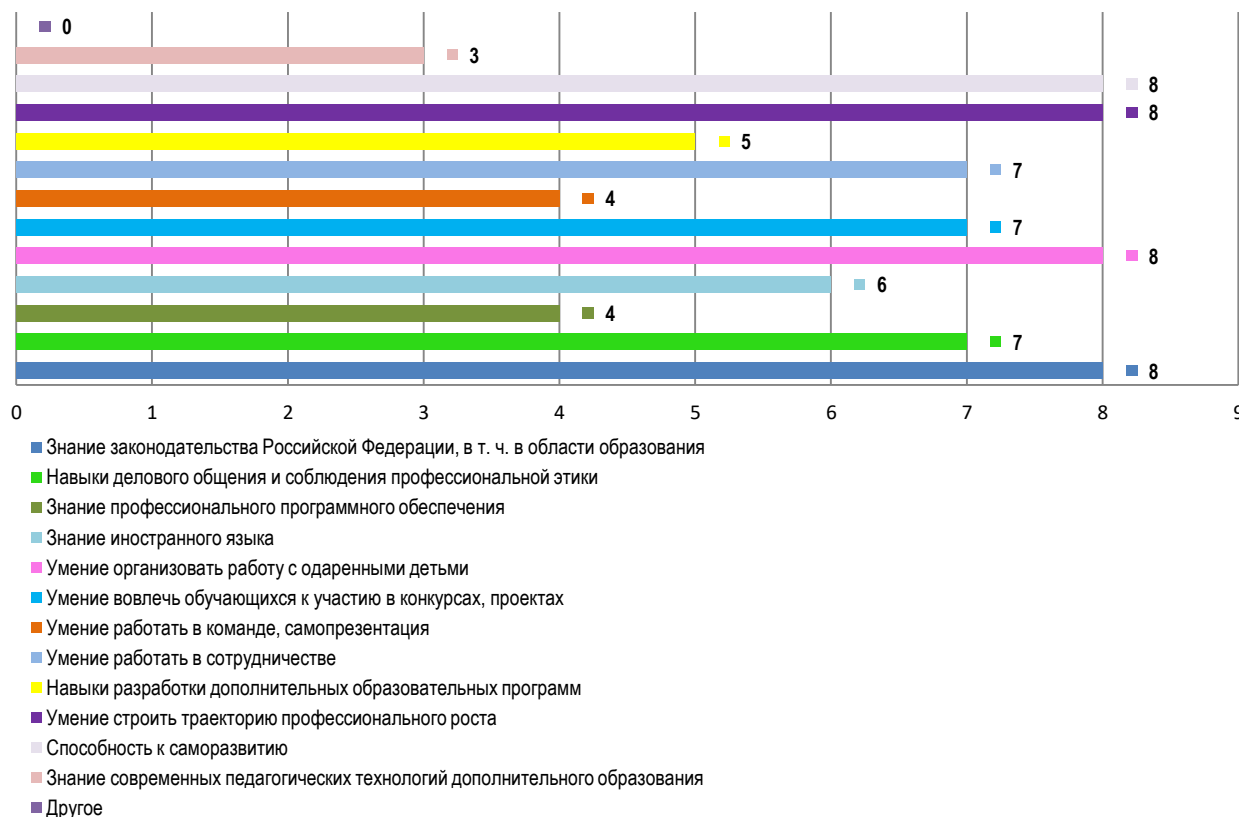 0
3
8
8
5
7
4
7
8
6
4
7
8
0 1 2 3 4 5 6 7 8 9
Знание законодательства Российской Федерации, в т. ч. в области образования
Навыки делового общения и соблюдения профессиональной этики
Знание профессионального программного обеспечения
Знание иностранного языка
Умение организовать работу с одаренными детьми
Умение вовлечь обучающихся к участию в конкурсах, проектах
Умение работать в команде, самопрезентация
Умение работать в сотрудничестве
Навыки разработки дополнительных образовательных программ
Умение строить траекторию профессионального роста
Способность к саморазвитию
Знание современных педагогических технологий дополнительного образования
Другое